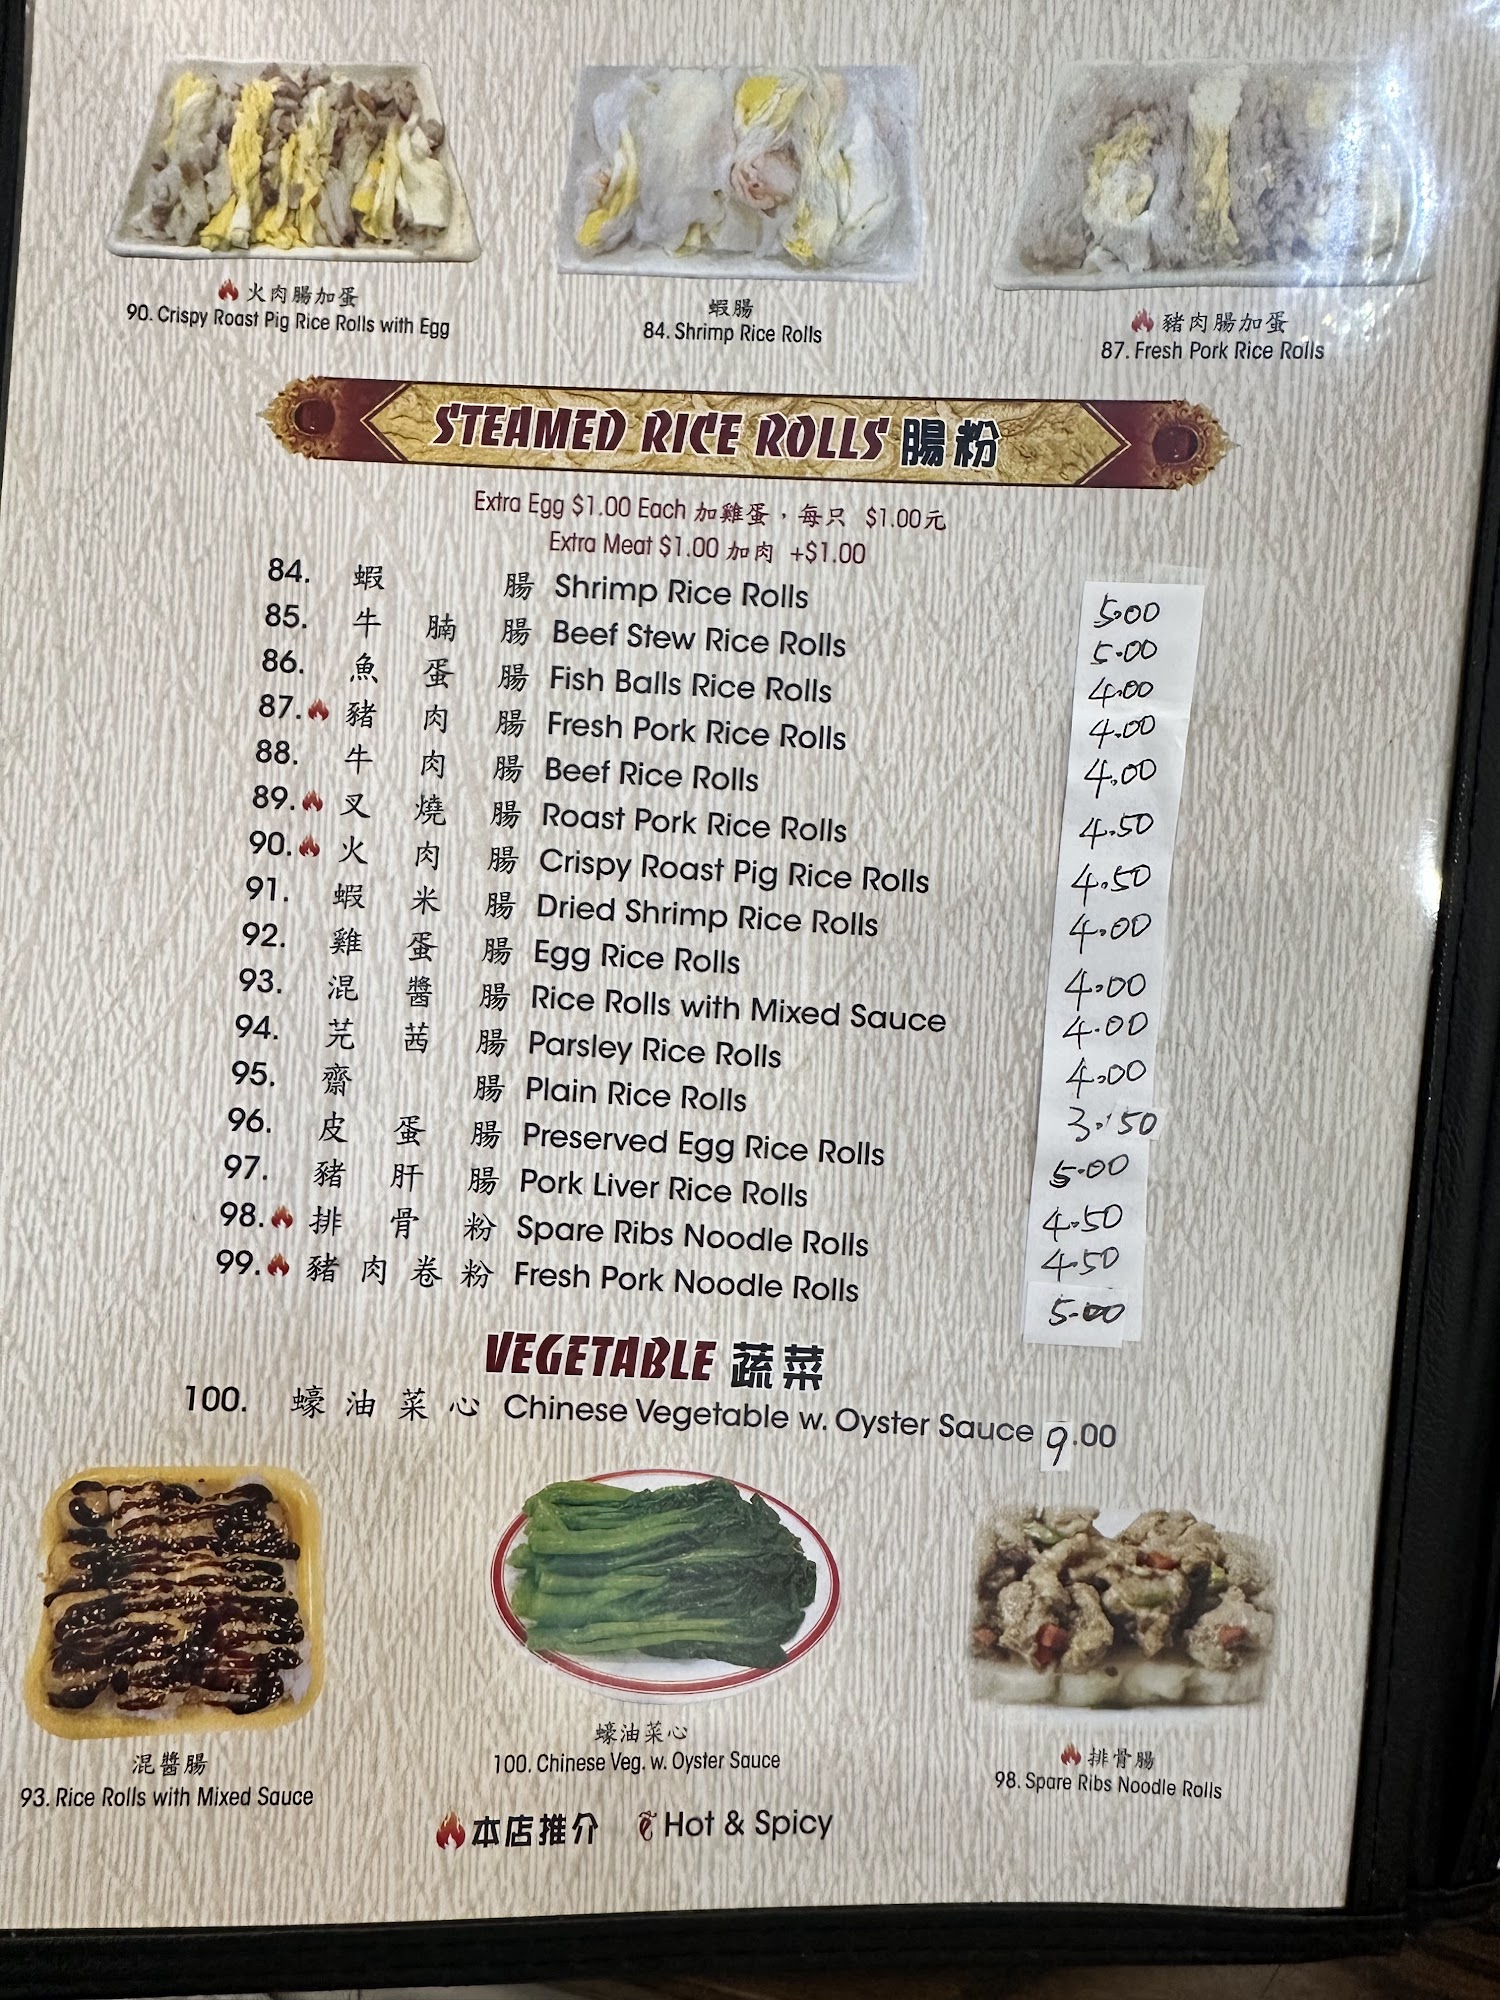 火肉腸加蛋
90. Crispy Roast Pig Rice Rolls with Egg
蝦腸
84. Shrimp Rice Rolls
豬肉腸加蛋
87. Fresh Pork Rice Rolls
STEAMED RICE ROLLS 腸粉
Extra Egg $1.00 Each 加雞蛋，每只 $1.00元
Extra Meat $1.00 加肉 +$1.00
84. 蝦 腸 Shrimp Rice Rolls 5.00
85. 牛腩腸 Beef Stew Rice Rolls 5.00
86. 魚蛋腸 Fish Balls Rice Rolls 4.00
87. 豬肉腸 Fresh Pork Rice Rolls 4.00
88. 牛肉腸 Beef Rice Rolls 4.00
89. 叉燒腸 Roast Pork Rice Rolls 4.50
90. 火肉腸 Crispy Roast Pig Rice Rolls 4.50
91. 蝦米腸 Dried Shrimp Rice Rolls 4.00
92. 雞蛋腸 Egg Rice Rolls 4.00
93. 混醬腸 Rice Rolls with Mixed Sauce 4.00
94. 芫茜腸 Parsley Rice Rolls 4.00
95. 齋 腸 Plain Rice Rolls 3.50
96. 皮蛋腸 Preserved Egg Rice Rolls 5.00
97. 豬肝腸 Pork Liver Rice Rolls 4.50
98. 排骨粉 Spare Ribs Noodle Rolls 4.50
99. 豬肉卷粉 Fresh Pork Noodle Rolls 5.00
VEGETABLE 蔬菜
100. 蠔油菜心 Chinese Vegetable w. Oyster Sauce 9.00
混醬腸
93. Rice Rolls with Mixed Sauce
蠔油菜心
100. Chinese Veg. w. Oyster Sauce
排骨腸
98. Spare Ribs Noodle Rolls
本店推介 Hot & Spicy